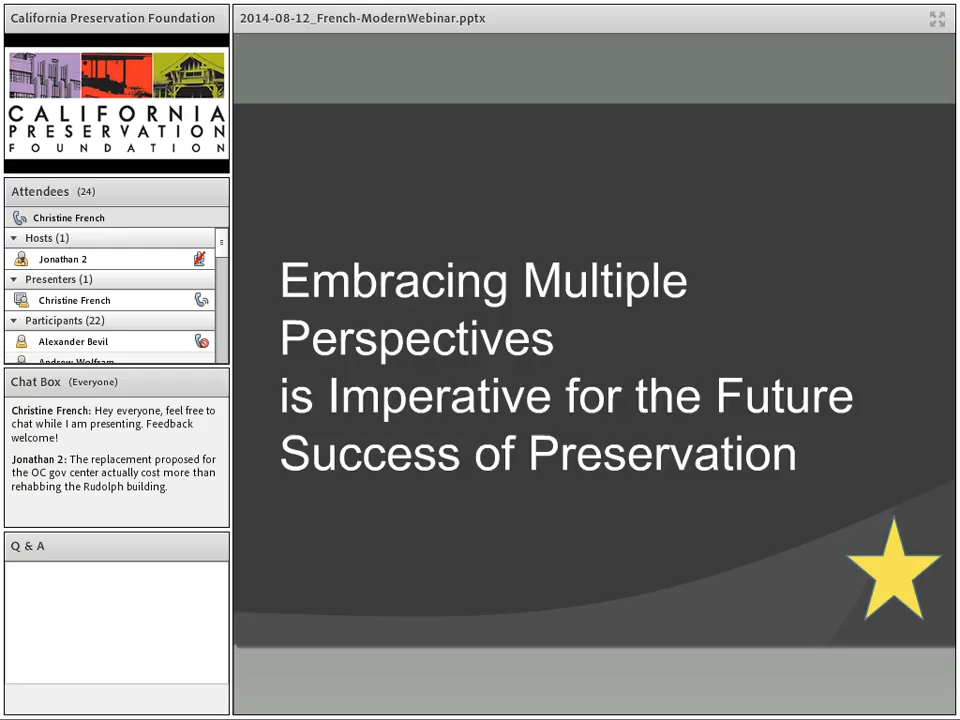 California Preservation Foundation
CALIFORNIA
PRESERVATION
FOUNDATION
Attendees (24)
Christine French
Hosts (1)
Jonathan 2
Presenters (1)
Christine French
Participants (22)
Alexander Bevil
Andrew Wolfram
Chat Box (Everyone)
Christine French: Hey everyone, feel free to
chat while I am presenting. Feedback
welcome!
Jonathan 2: The replacement proposed for
the OC gov center actually cost more than
rehabbing the Rudolph building.
Q & A
2014-08-12_French-ModernWebinar.pptx
Embracing Multiple
Perspectives
is Imperative for the Future
Success of Preservation